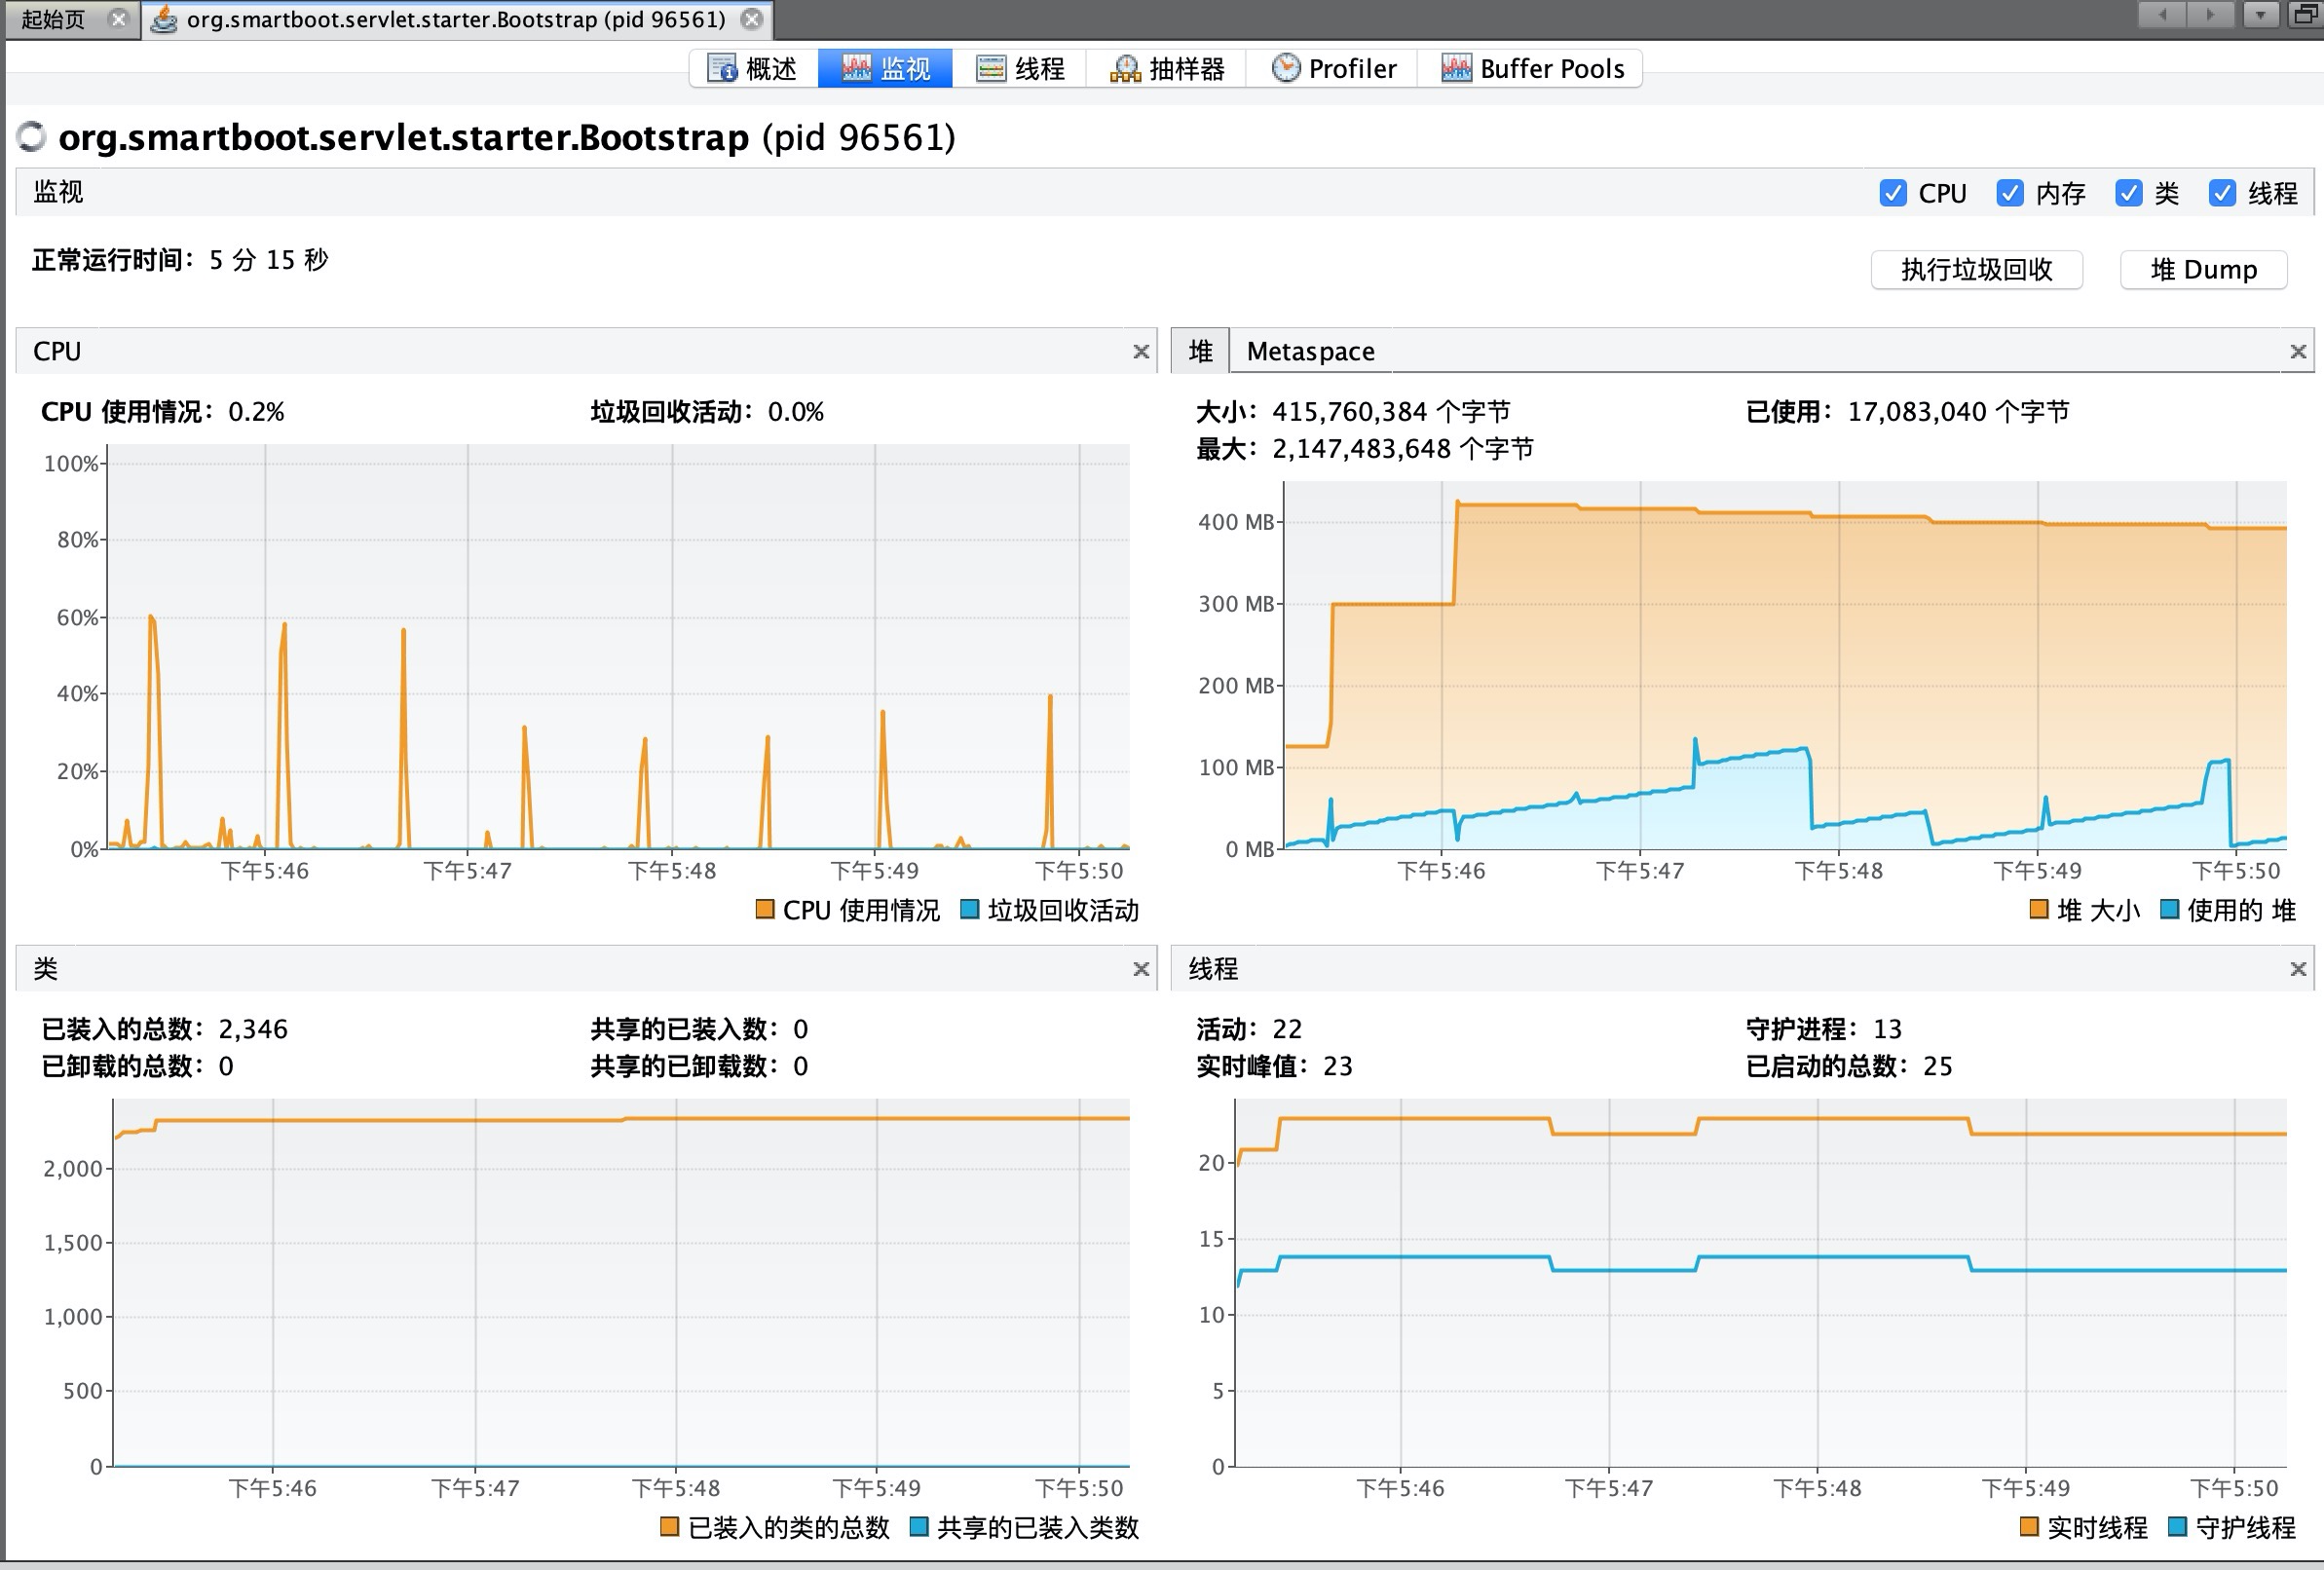 起始页
org.smartboot.servlet.starter.Bootstrap (pid 96561)
概述 监视 线程 抽样器 Profiler Buffer Pools
org.smartboot.servlet.starter.Bootstrap (pid 96561)
监视
CPU 内存 类 线程
正常运行时间：5 分 15 秒
执行垃圾回收 堆 Dump
CPU
CPU 使用情况：0.2% 垃圾回收活动：0.0%
100%
80%
60%
40%
20%
0%
下午5:46 下午5:47 下午5:48 下午5:49 下午5:50
CPU 使用情况 垃圾回收活动
堆 Metaspace
大小：415,760,384 个字节 已使用：17,083,040 个字节
最大：2,147,483,648 个字节
400 MB
300 MB
200 MB
100 MB
0 MB
下午5:46 下午5:47 下午5:48 下午5:49 下午5:50
堆 大小 使用的 堆
类
已装入的总数：2,346 共享的已装入数：0
已卸载的总数：0 共享的已卸载数：0
2,000
1,500
1,000
500
0
下午5:46 下午5:47 下午5:48 下午5:49 下午5:50
已装入的类的总数 共享的已装入类数
线程
活动：22 守护进程：13
实时峰值：23 已启动的总数：25
20
15
10
5
0
下午5:46 下午5:47 下午5:48 下午5:49 下午5:50
实时线程 守护线程